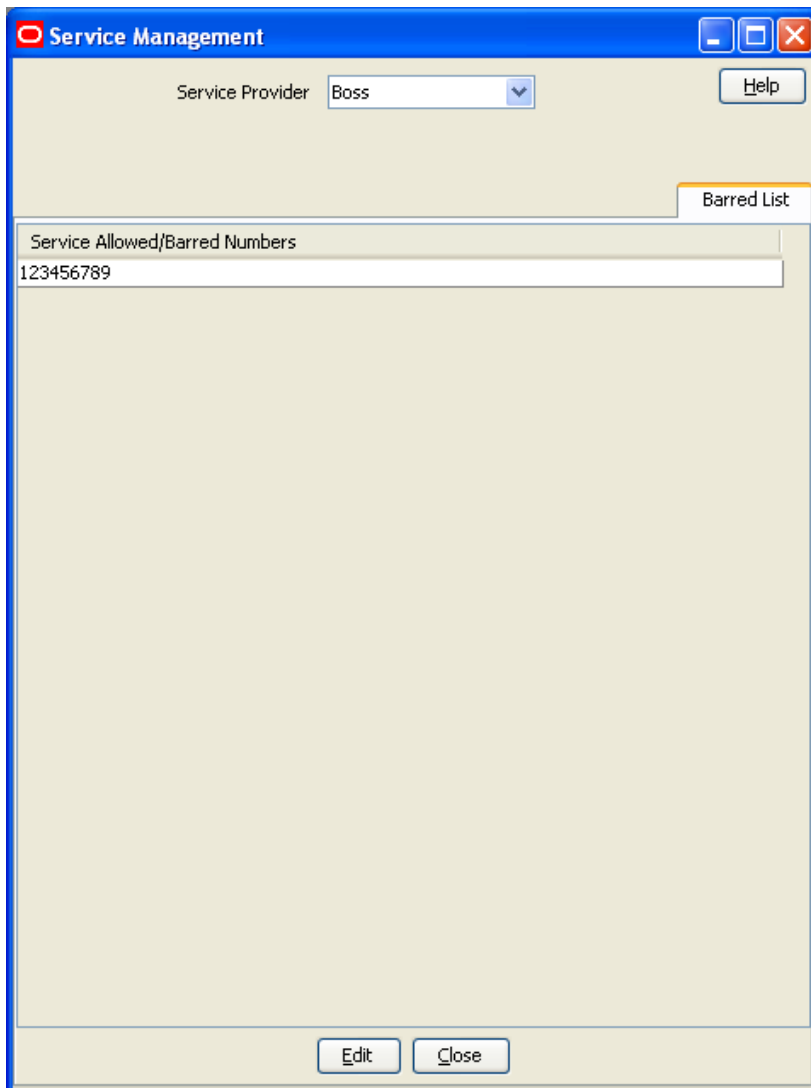 Service Management
Service Provider Boss Help
Barred List
Service Allowed/Barred Numbers
123456789
Edit Close